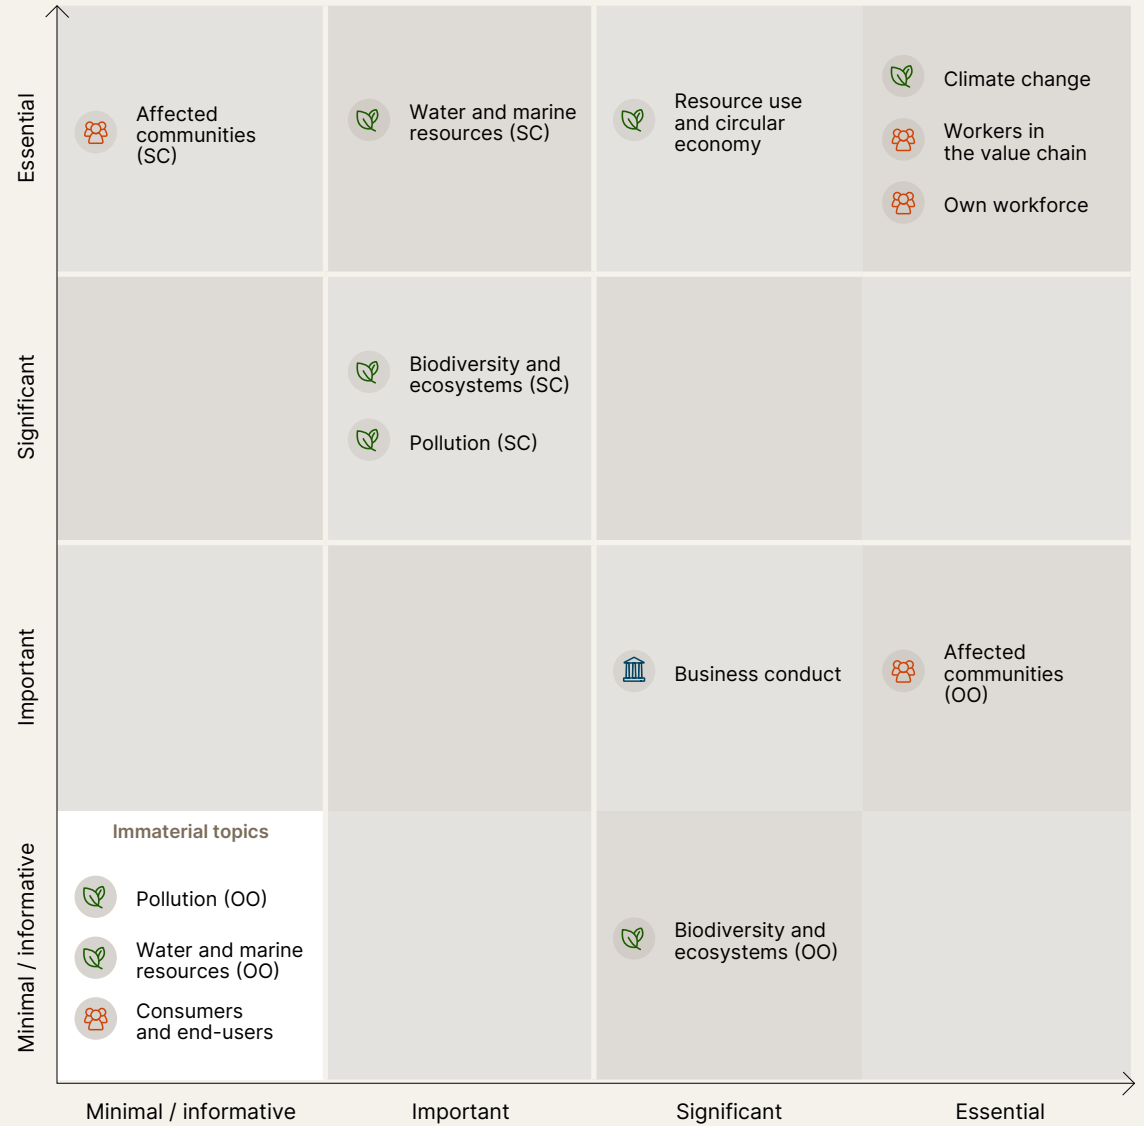 Essential
Affected
communities
(SC)
Water and marine
resources (SC)
Resource use
and circular
economy
Climate change
Workers in
the value chain
Own workforce
Significant
Biodiversity and
ecosystems (SC)
Pollution (SC)
Important
Business conduct
Affected
communities
(OO)
Minimal / informative
Immaterial topics
Pollution (OO)
Water and marine
resources (OO)
Consumers
and end-users
Biodiversity and
ecosystems (OO)
Minimal / informative
Important
Significant
Essential